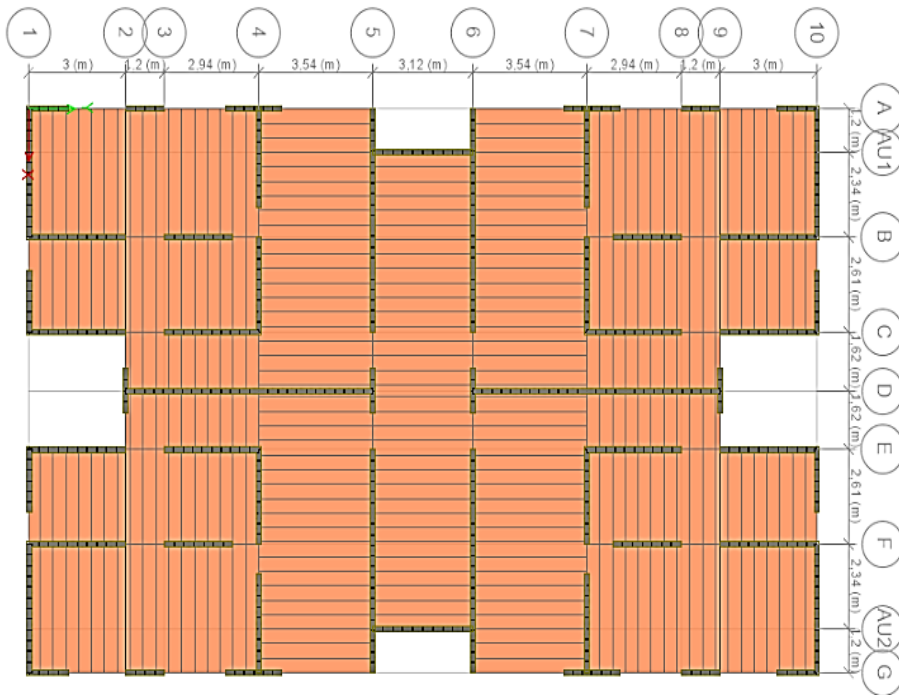 1 2 3 4 5 6 7 8 9 10
3 (m) 1,2 (m) 2,94 (m) 3,54 (m) 3,12 (m) 3,54 (m) 2,94 (m) 1,2 (m) 3 (m)
Y
X
A
1,2 (m)
AU1
2,34 (m)
B
2,61 (m)
C
1,62 (m)
D
1,62 (m)
E
2,61 (m)
F
2,34 (m)
AU2
1,2 (m)
G